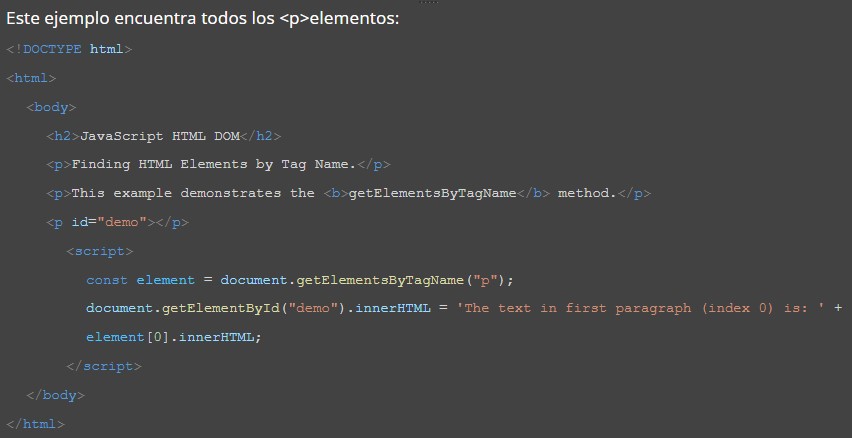 Este ejemplo encuentra todos los <p>elementos:
<!DOCTYPE html>
<html>
<body>
<h2>JavaScript HTML DOM</h2>
<p>Finding HTML Elements by Tag Name.</p>
<p>This example demonstrates the <b>getElementsByTagName</b> method.</p>
<p id="demo"></p>
<script>
const element = document.getElementsByTagName("p");
document.getElementById("demo").innerHTML = 'The text in first paragraph (index 0) is: ' +
element[0].innerHTML;
</script>
</body>
</html>